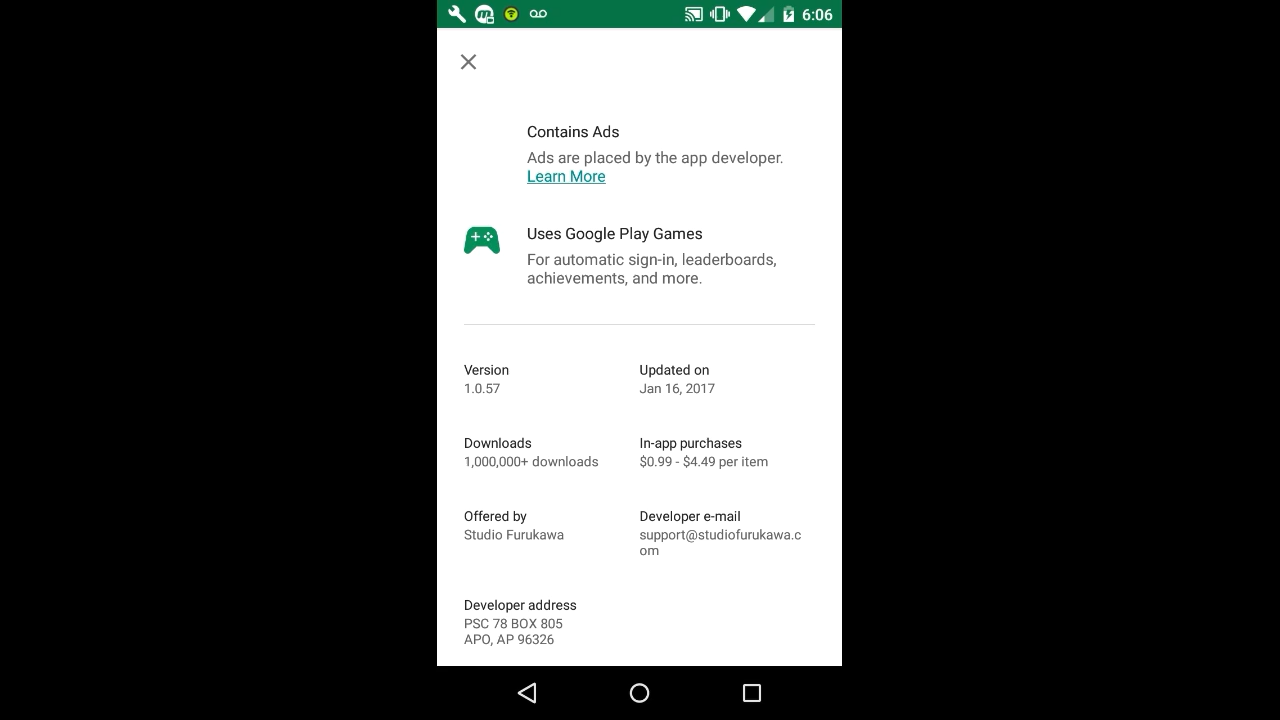 6:06
Contains Ads
Ads are placed by the app developer.
Learn More
Uses Google Play Games
For automatic sign-in, leaderboards,
achievements, and more.
Version
1.0.57
Updated on
Jan 16, 2017
Downloads
1,000,000+ downloads
In-app purchases
$0.99 - $4.49 per item
Offered by
Studio Furukawa
Developer e-mail
support@studiofurukawa.c
om
Developer address
PSC 78 BOX 805
APO, AP 96326